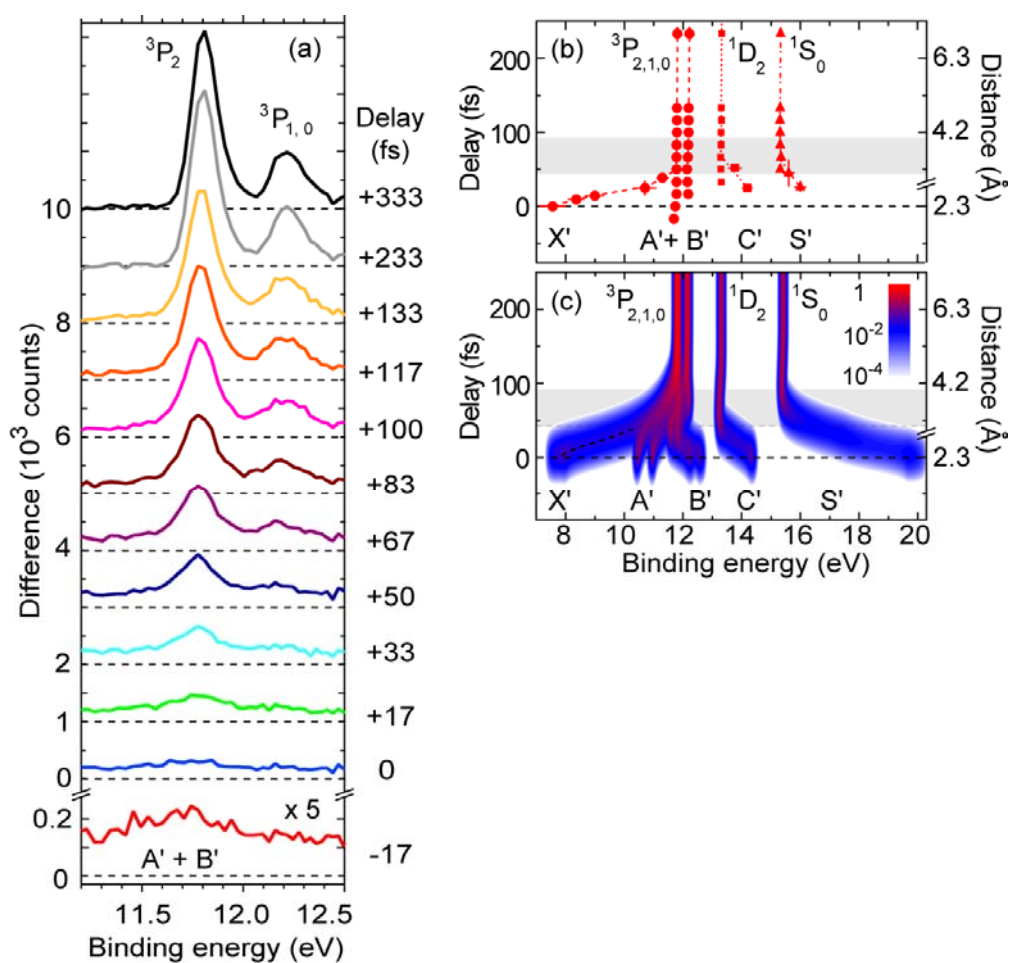 (a)
³P₂
³P₁,₀
Delay
(fs)
+333
+233
+133
+117
+100
+83
+67
+50
+33
+17
0
-17
10
8
6
4
2
1
0
0.2
0
x 5
A' + B'
Difference (10³ counts)
11.5 12.0 12.5
Binding energy (eV)
(b)
³P₂,₁,₀
¹D₂
¹S₀
200
100
0
Delay (fs)
6.3
4.2
2.3
Distance (Å)
X' A'+ B' C' S'
(c)
³P₂,₁,₀
¹D₂
¹S₀
1
10⁻²
10⁻⁴
200
100
0
Delay (fs)
6.3
4.2
2.3
Distance (Å)
X' A' B' C' S'
8 10 12 14 16 18 20
Binding energy (eV)